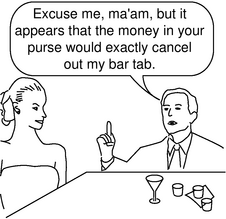 Excuse me, ma'am, but it
appears that the money in your
purse would exactly cancel
out my bar tab.